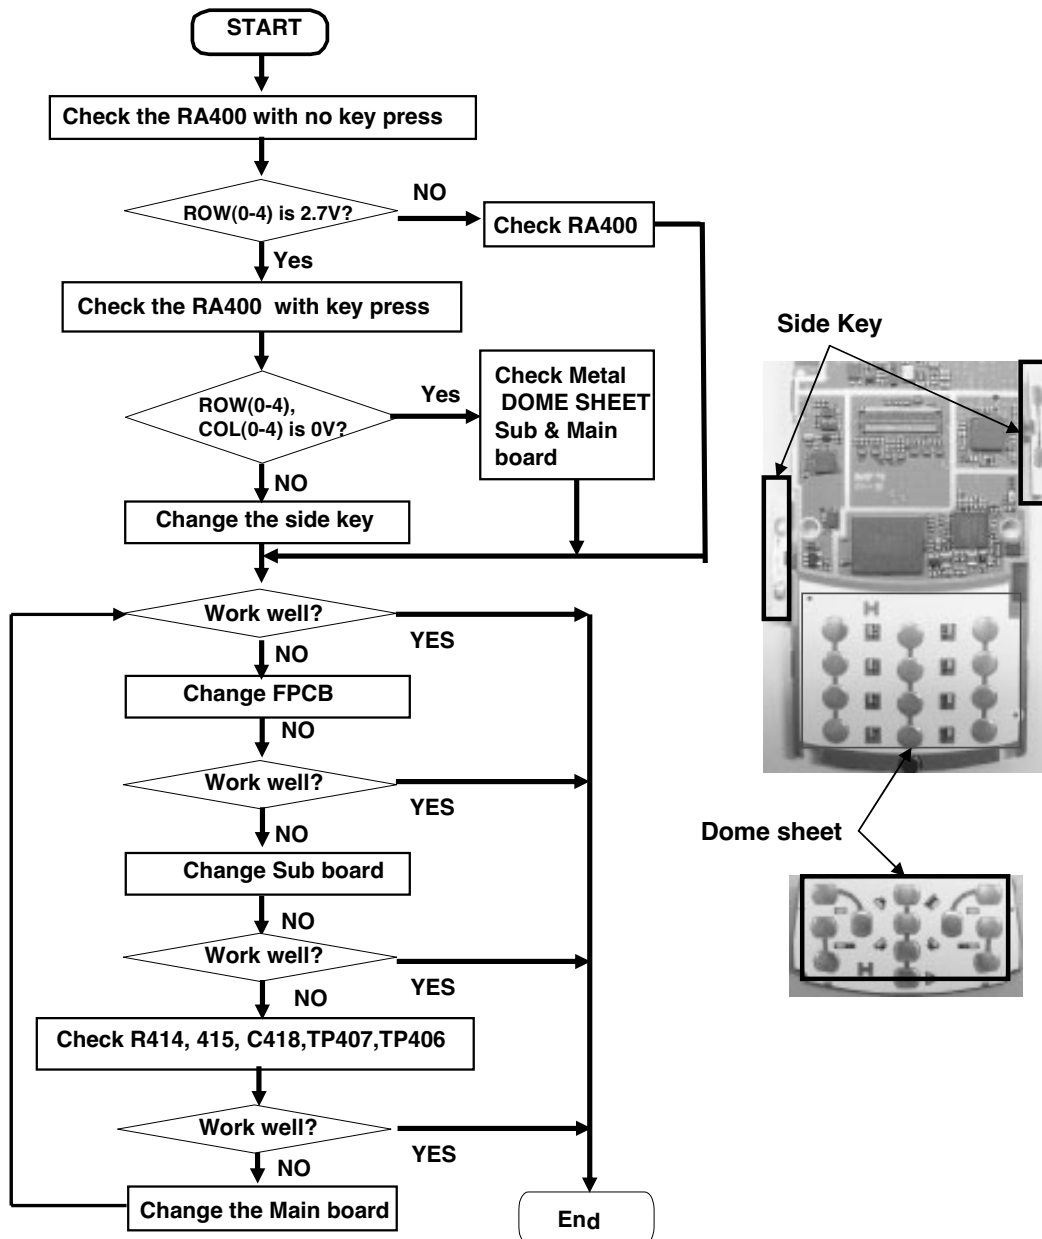 START
Check the RA400 with no key press
ROW(0-4) is 2.7V?
NO
Check RA400
Yes
Check the RA400 with key press
ROW(0-4),
COL(0-4) is 0V?
Yes
Check Metal
DOME SHEET
Sub & Main
board
NO
Change the side key
Work well?
YES
NO
Change FPCB
NO
Work well?
YES
NO
Change Sub board
NO
Work well?
YES
NO
Check R414, 415, C418,TP407,TP406
Work well?
YES
NO
Change the Main board
End
Side Key
Dome sheet